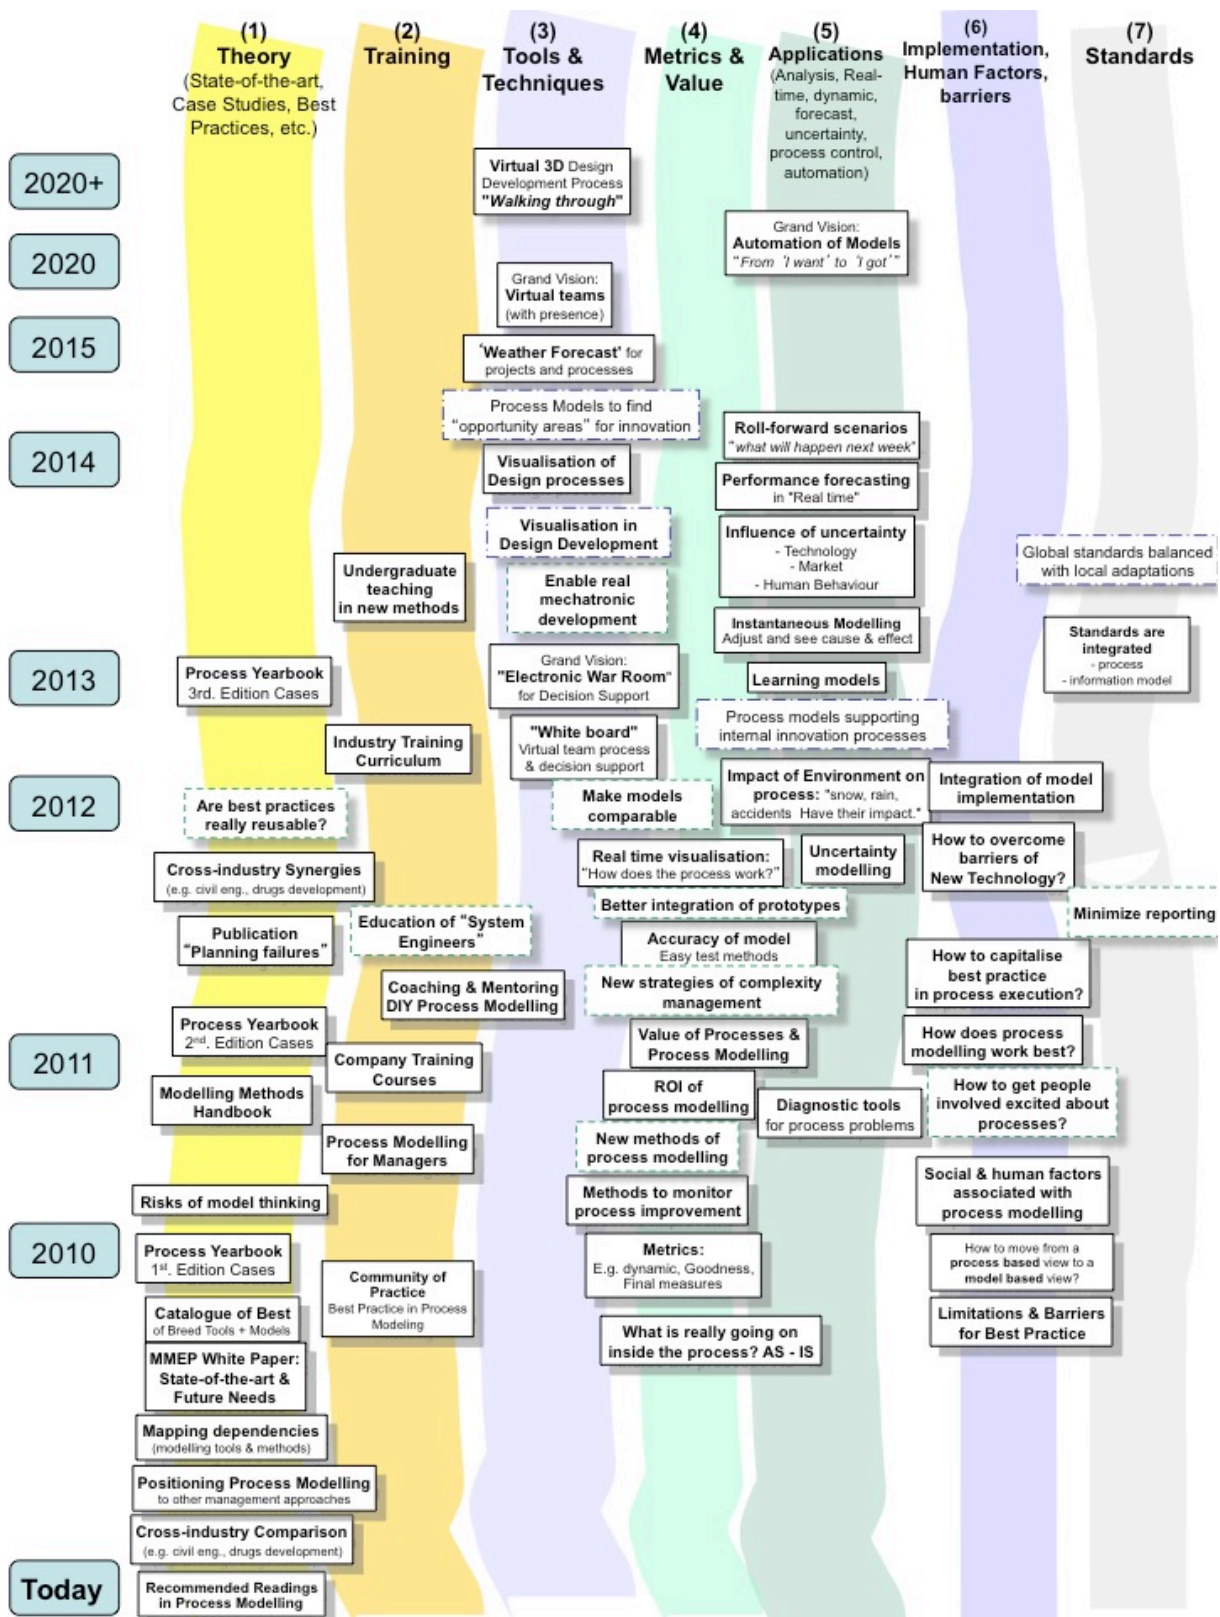 (1)
Theory
(State-of-the-art,
Case Studies, Best
Practices, etc.)
(2)
Training
(3)
Tools &
Techniques
(4)
Metrics &
Value
(5)
Applications
(Analysis, Real-
time, dynamic,
forecast,
uncertainty,
process control,
automation)
(6)
Implementation,
Human Factors,
barriers
(7)
Standards
2020+
2020
2015
2014
2013
2012
2011
2010
Today
Process Yearbook
3rd. Edition Cases
Are best practices
really reusable?
Cross-industry Synergies
(e.g. civil eng., drugs development)
Publication
“Planning failures”
Process Yearbook
2nd. Edition Cases
Modelling Methods
Handbook
Risks of model thinking
Process Yearbook
1st. Edition Cases
Catalogue of Best
of Breed Tools + Models
MMEP White Paper:
State-of-the-art &
Future Needs
Mapping dependencies
(modelling tools & methods)
Positioning Process Modelling
to other management approaches
Cross-industry Comparison
(e.g. civil eng., drugs development)
Recommended Readings
in Process Modelling
Undergraduate
teaching
in new methods
Industry Training
Curriculum
Education of “System
Engineers”
Coaching & Mentoring
DIY Process Modelling
Company Training
Courses
Process Modelling
for Managers
Community of
Practice
Best Practice in Process
Modeling
Virtual 3D Design
Development Process
"Walking through"
Grand Vision:
Virtual teams
(with presence)
‘Weather Forecast’ for
projects and processes
Process Models to find
“opportunity areas” for innovation
Visualisation of
Design processes
Visualisation in
Design Development
Enable real
mechatronic
development
Grand Vision:
"Electronic War Room"
for Decision Support
"White board"
Virtual team process
& decision support
Make models
comparable
Real time visualisation:
“How does the process work?”
Better integration of prototypes
Accuracy of model
Easy test methods
New strategies of complexity
management
Value of Processes &
Process Modelling
ROI of
process modelling
New methods of
process modelling
Methods to monitor
process improvement
Metrics:
E.g. dynamic, Goodness,
Final measures
What is really going on
inside the process? AS - IS
Grand Vision:
Automation of Models
“From ‘I want’ to ‘I got’”
Roll-forward scenarios
“what will happen next week”
Performance forecasting
in "Real time"
Influence of uncertainty
- Technology
- Market
- Human Behaviour
Instantaneous Modelling
Adjust and see cause & effect
Learning models
Process models supporting
internal innovation processes
Impact of Environment on
process: "snow, rain,
accidents Have their impact."
Uncertainty
modelling
Diagnostic tools
for process problems
Integration of model
implementation
How to overcome
barriers of
New Technology?
How to capitalise
best practice
in process execution?
How does process
modelling work best?
How to get people
involved excited about
processes?
Social & human factors
associated with
process modelling
How to move from a
process based view to a
model based view?
Limitations & Barriers
for Best Practice
Global standards balanced
with local adaptations
Standards are
integrated
- process
- information model
Minimize reporting